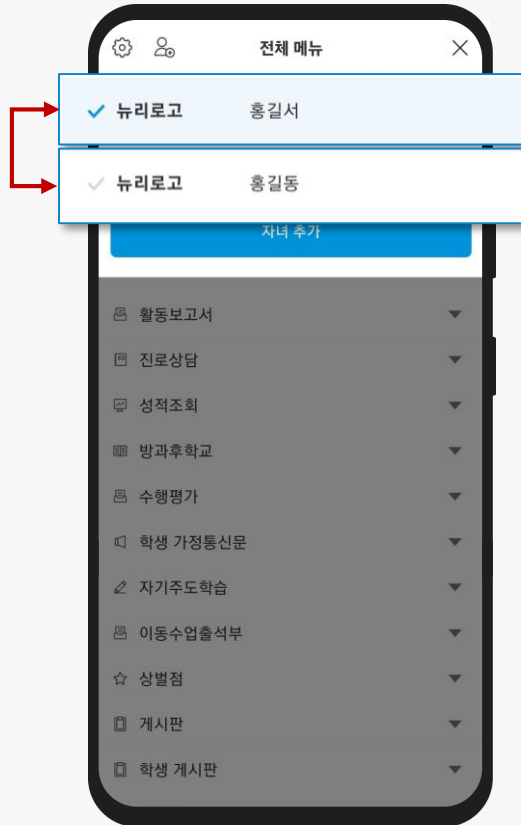 전체 메뉴
뉴리로고 홍길서
뉴리로고 홍길동
자녀 추가
활동보고서
진로상담
성적조회
방과후학교
수행평가
학생 가정통신문
자기주도학습
이동수업출석부
상벌점
게시판
학생 게시판